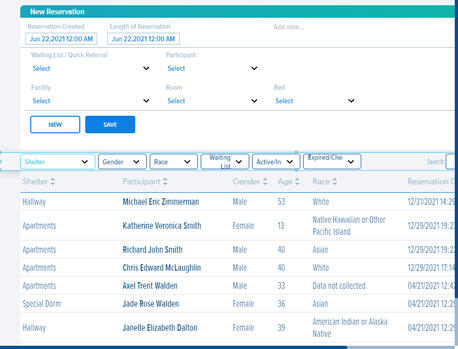 New Reservation
Reservation Created Length of Reservation Add note...
Jun 22,2021 12:00 AM Jun 22,2021 12:00 AM
Waiting List / Quick Referral Participant
Select Select
Facility Room Bed
Select Select Select
NEW SAVE
Shelter Gender Race Waiting List Active/In Expired/Che Search:
Shelter Participant Gender Age Race Reservation C
Hallway Michael Eric Zimmerman Male 53 White 12/31/2021 14:29
Apartments Katherine Veronica Smith Female 13 Native Hawaiian or Other
Pacific Island 12/29/2021 19:2
Apartments Richard John Smith Male 40 Asian 12/29/2021 19:2
Apartments Chris Edward McLaughlin Male 40 White 12/29/2021 17:14
Apartments Axel Trent Walden Male 33 Data not collected 04/21/2021 12:4
Special Dorm Jade Rose Walden Female 36 Asian 04/21/2021 12:2
Hallway Janelle Elizabeth Dalton Female 39 American Indian or Alaska
Native 04/21/2021 12:2